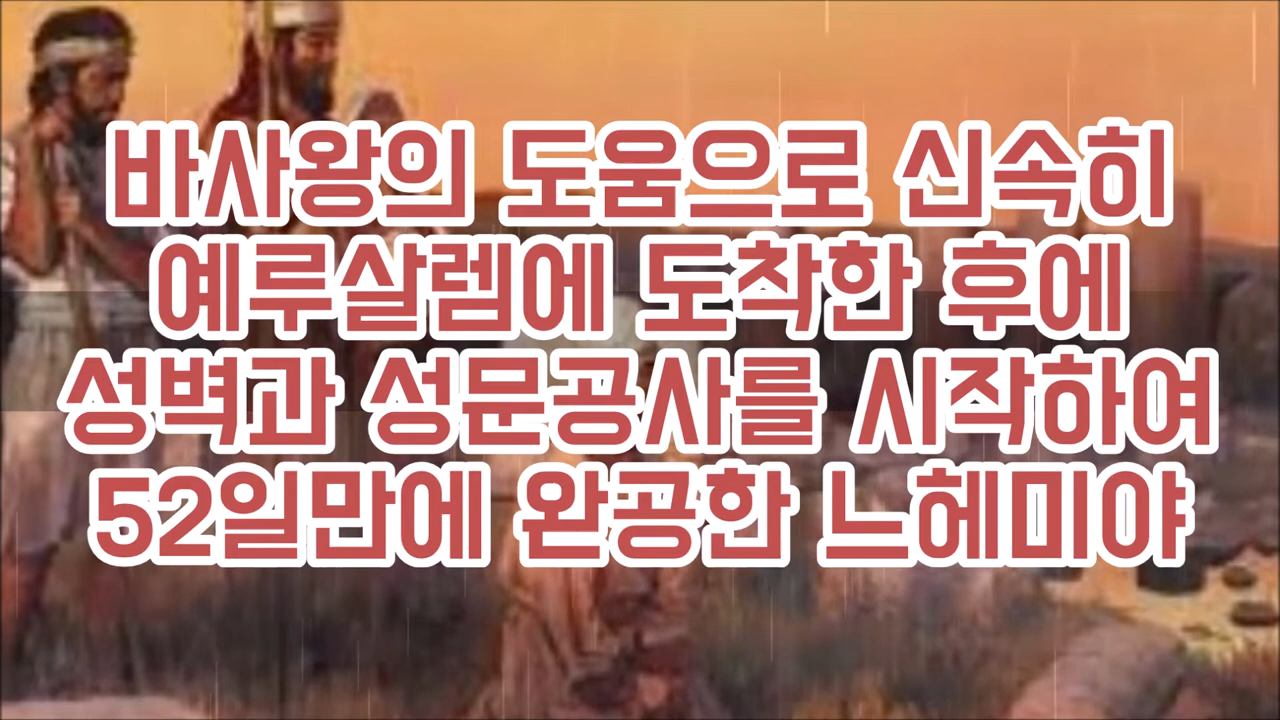 바사왕의 도움으로 신속히
예루살렘에 도착한 후에
성벽과 성문공사를 시작하여
52일만에 완공한 느헤미야